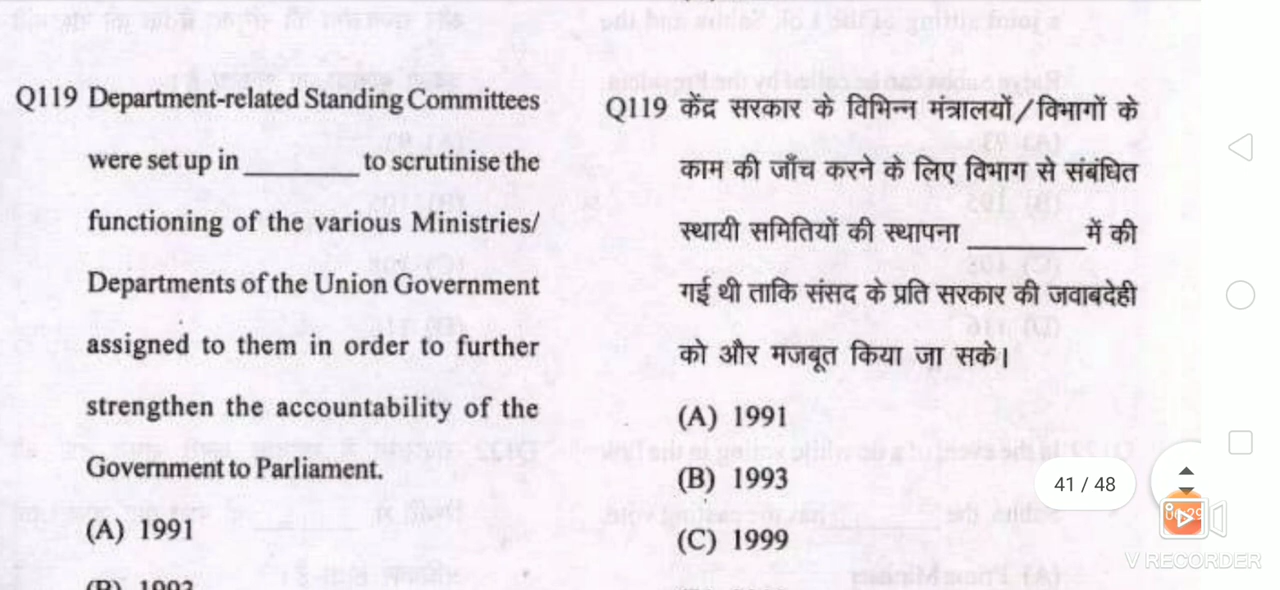 Q119 Department-related Standing Committees
were set up in ________ to scrutinise the
functioning of the various Ministries/
Departments of the Union Government
assigned to them in order to further
strengthen the accountability of the
Government to Parliament.
(A) 1991
(B) 1993
Q119 केंद्र सरकार के विभिन्न मंत्रालयों/विभागों के
काम की जाँच करने के लिए विभाग से संबंधित
स्थायी समितियों की स्थापना ________ में की
गई थी ताकि संसद के प्रति सरकार की जवाबदेही
को और मजबूत किया जा सके।
(A) 1991
(B) 1993
(C) 1999
41 / 48
V RECORDER